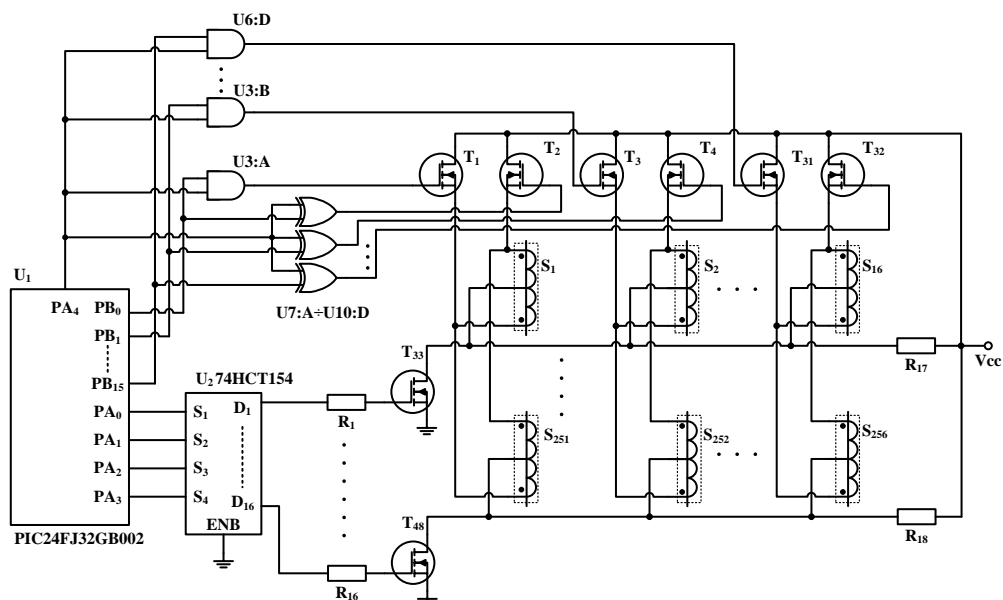 U6:D
U3:B
U3:A
T1
T2
T3
T4
T31
T32
U1
PA4
PB0
PB1
PB15
PA0
PA1
PA2
PA3
PIC24FJ32GB002
U7:A÷U10:D
U2 74HCT154
S1
S2
S3
S4
D1
D16
ENB
R1
R16
T33
T48
S1
S2
S16
S251
S252
S256
R17
R18
Vcc